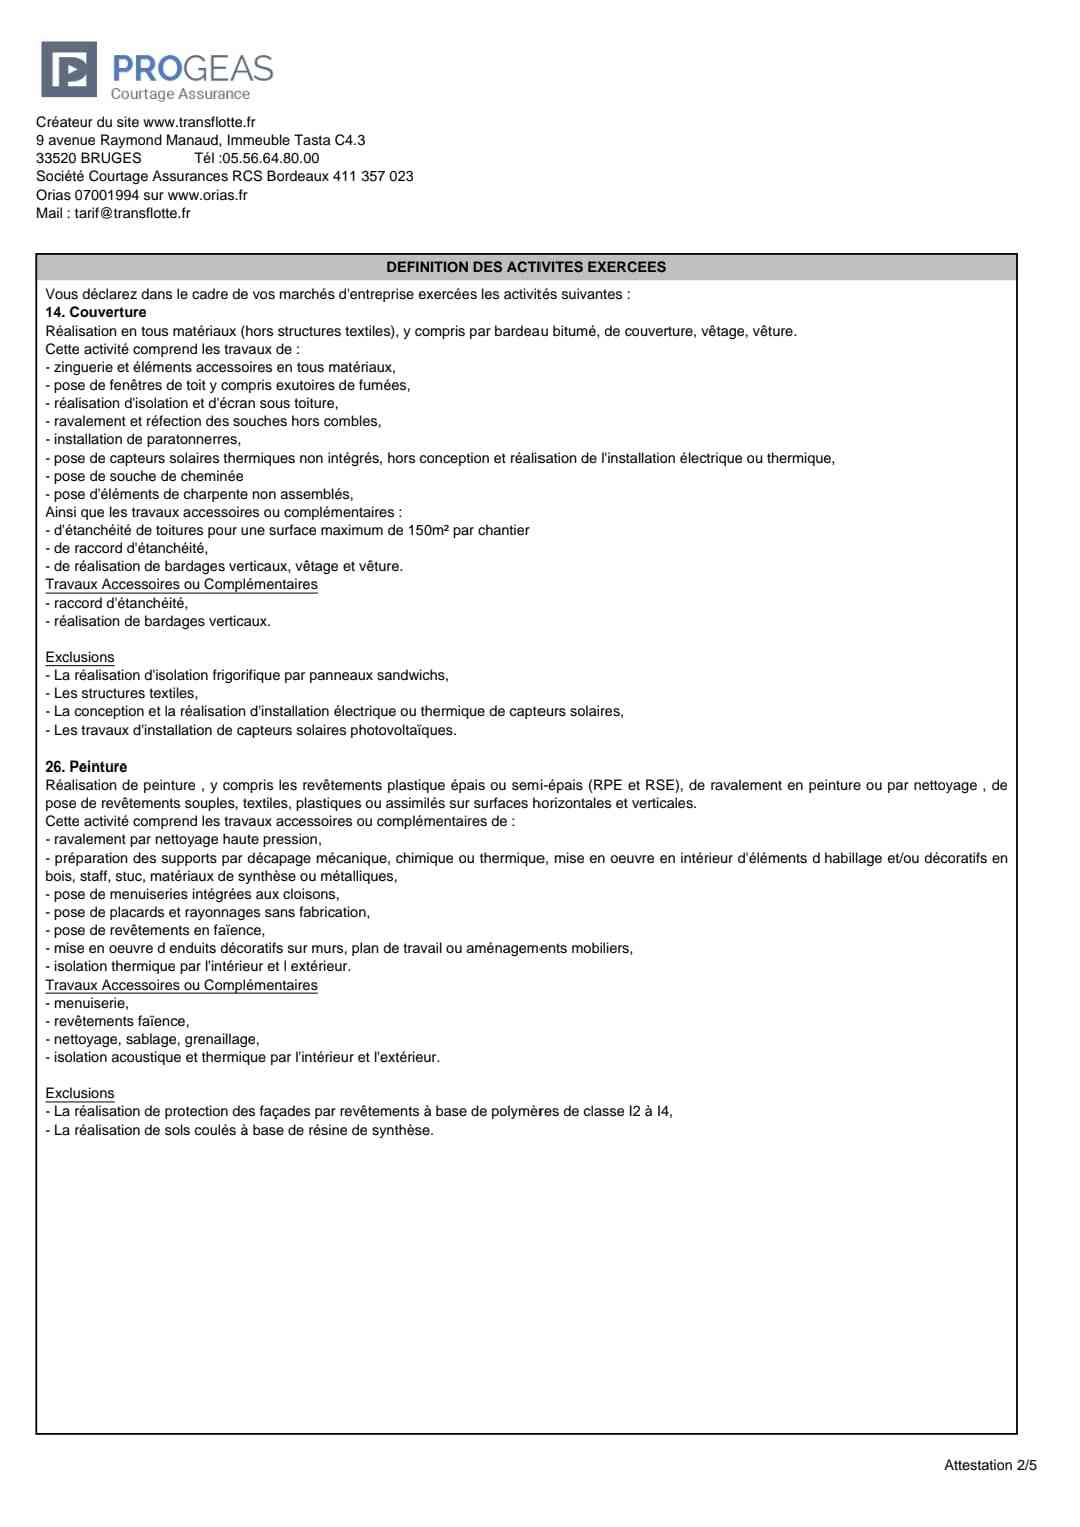 PROGEAS
Courtage Assurance
Créateur du site www.transflotte.fr
9 avenue Raymond Manaud, Immeuble Tasta C4.3
33520 BRUGES Tél :05.56.64.80.00
Société Courtage Assurances RCS Bordeaux 411 357 023
Orias 07001994 sur www.orias.fr
Mail : tarif@transflotte.fr
DEFINITION DES ACTIVITES EXERCEES
Vous déclarez dans le cadre de vos marchés d'entreprise exercées les activités suivantes :
14. Couverture
Réalisation en tous matériaux (hors structures textiles), y compris par bardeau bitumé, de couverture, vêtage, vêture.
Cette activité comprend les travaux de :
- zinguerie et éléments accessoires en tous matériaux,
- pose de fenêtres de toit y compris exutoires de fumées,
- réalisation d'isolation et d'écran sous toiture,
- ravalement et réfection des souches hors combles,
- installation de paratonnerres,
- pose de capteurs solaires thermiques non intégrés, hors conception et réalisation de l'installation électrique ou thermique,
- pose de souche de cheminée
- pose d'éléments de charpente non assemblés,
Ainsi que les travaux accessoires ou complémentaires :
- d'étanchéité de toitures pour une surface maximum de 150m² par chantier
- de raccord d'étanchéité,
- de réalisation de bardages verticaux, vêtage et vêture.
Travaux Accessoires ou Complémentaires
- raccord d'étanchéité,
- réalisation de bardages verticaux.
Exclusions
- La réalisation d'isolation frigorifique par panneaux sandwichs,
- Les structures textiles,
- La conception et la réalisation d'installation électrique ou thermique de capteurs solaires,
- Les travaux d'installation de capteurs solaires photovoltaïques.
26. Peinture
Réalisation de peinture , y compris les revêtements plastique épais ou semi-épais (RPE et RSE), de ravalement en peinture ou par nettoyage , de
pose de revêtements souples, textiles, plastiques ou assimilés sur surfaces horizontales et verticales.
Cette activité comprend les travaux accessoires ou complémentaires de :
- ravalement par nettoyage haute pression,
- préparation des supports par décapage mécanique, chimique ou thermique, mise en oeuvre en intérieur d'éléments d habillage et/ou décoratifs en
bois, staff, stuc, matériaux de synthèse ou métalliques,
- pose de menuiseries intégrées aux cloisons,
- pose de placards et rayonnages sans fabrication,
- pose de revêtements en faïence,
- mise en oeuvre d enduits décoratifs sur murs, plan de travail ou aménagements mobiliers,
- isolation thermique par l'intérieur et l extérieur.
Travaux Accessoires ou Complémentaires
- menuiserie,
- revêtements faïence,
- nettoyage, sablage, grenaillage,
- isolation acoustique et thermique par l'intérieur et l'extérieur.
Exclusions
- La réalisation de protection des façades par revêtements à base de polymères de classe I2 à I4,
- La réalisation de sols coulés à base de résine de synthèse.
Attestation 2/5